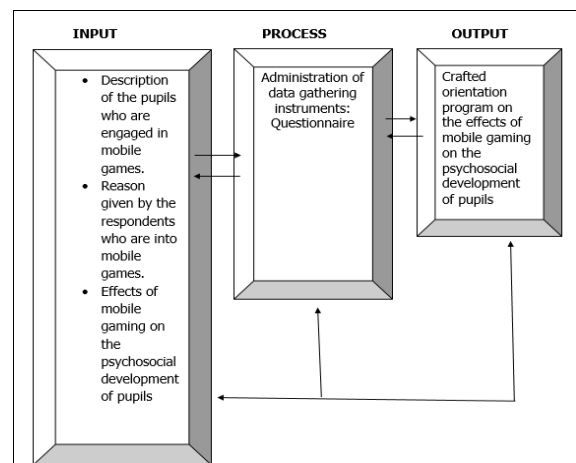 INPUT
• Description
of the pupils
who are
engaged in
mobile
games.
• Reason
given by the
respondents
who are into
mobile
games.
• Effects of
mobile
gaming on
the
psychosocial
development
of pupils
PROCESS
Administration of
data gathering
instruments:
Questionnaire
OUTPUT
Crafted
orientation
program on
the effects of
mobile gaming
on the
psychosocial
development
of pupils